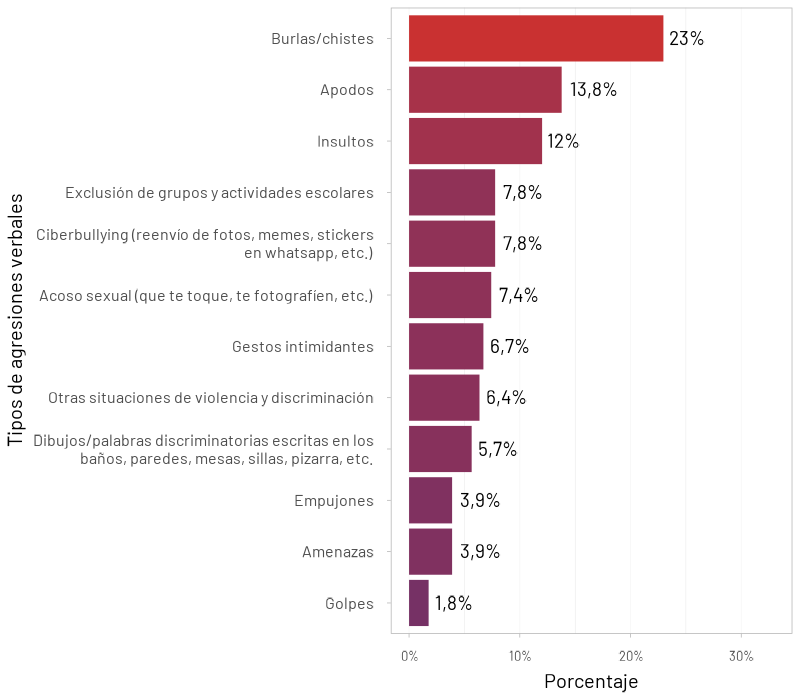 Tipos de agresiones verbales
Burlas/chistes 23%
Apodos 13,8%
Insultos 12%
Exclusión de grupos y actividades escolares 7,8%
Ciberbullying (reenvío de fotos, memes, stickers
en whatsapp, etc.) 7,8%
Acoso sexual (que te toque, te fotografíen, etc.) 7,4%
Gestos intimidantes 6,7%
Otras situaciones de violencia y discriminación 6,4%
Dibujos/palabras discriminatorias escritas en los
baños, paredes, mesas, sillas, pizarra, etc. 5,7%
Empujones 3,9%
Amenazas 3,9%
Golpes 1,8%
0% 10% 20% 30%
Porcentaje